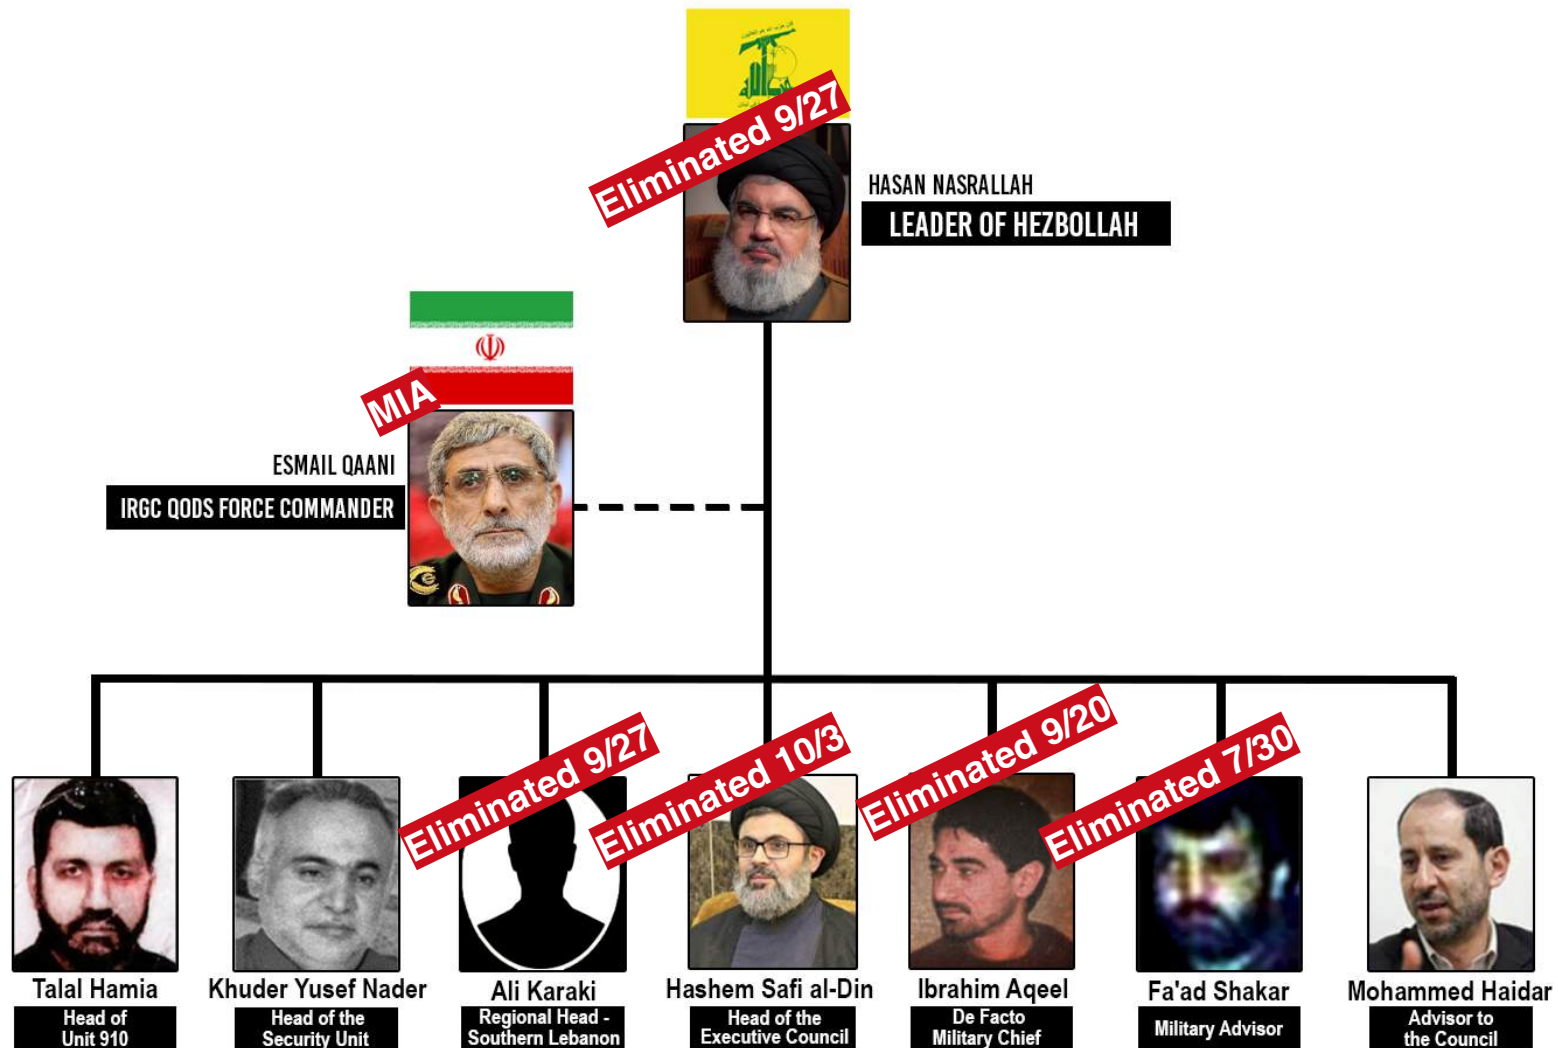 Eliminated 9/27
HASAN NASRALLAH
LEADER OF HEZBOLLAH
MIA
ESMAIL QAANI
IRGC QODS FORCE COMMANDER
Eliminated 9/27
Eliminated 10/3
Eliminated 9/20
Eliminated 7/30
Talal Hamia
Head of
Unit 910
Khuder Yusef Nader
Head of the
Security Unit
Ali Karaki
Regional Head -
Southern Lebanon
Hashem Safi al-Din
Head of the
Executive Council
Ibrahim Aqeel
De Facto
Military Chief
Fa'ad Shakar
Military Advisor
Mohammed Haidar
Advisor to
the Council